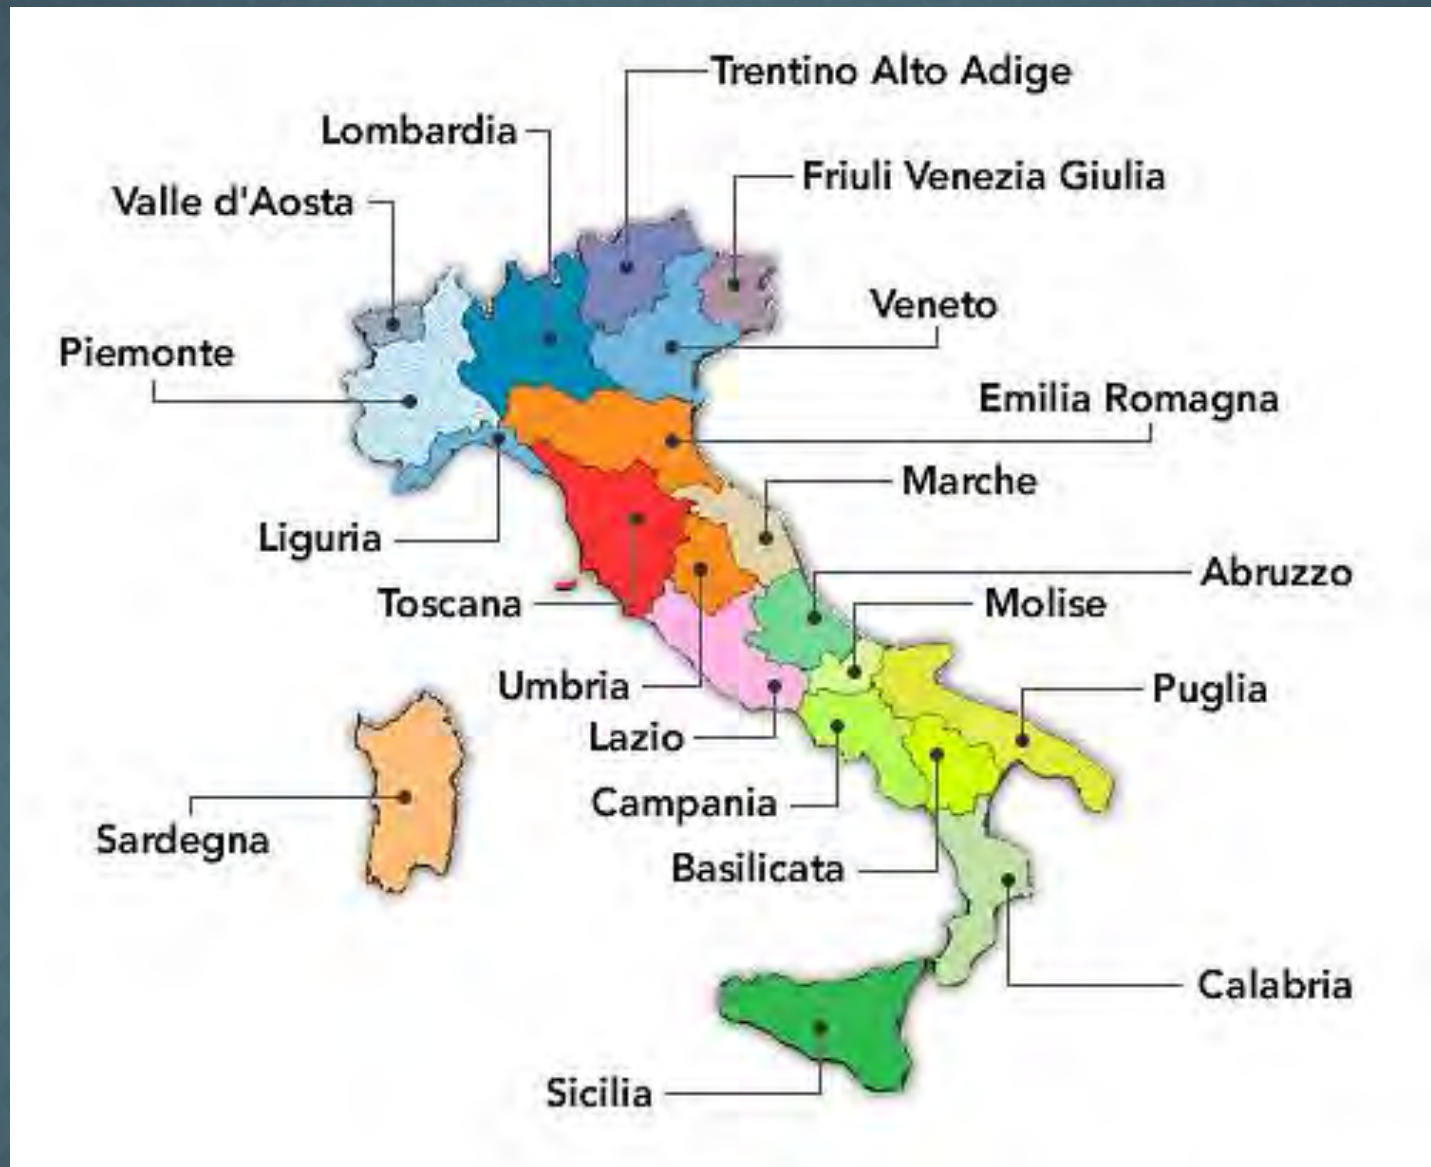 Trentino Alto Adige
Lombardia
Friuli Venezia Giulia
Valle d'Aosta
Veneto
Piemonte
Emilia Romagna
Marche
Liguria
Abruzzo
Toscana
Molise
Umbria
Puglia
Lazio
Campania
Sardegna
Basilicata
Calabria
Sicilia